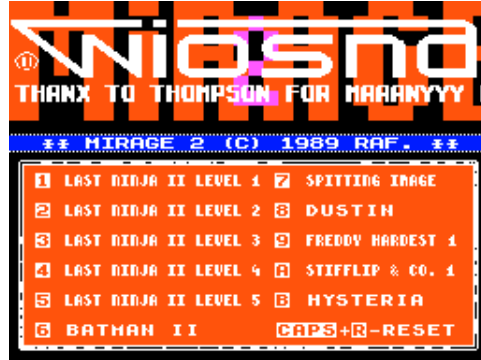 Wiosna
THANX TO THOMPSON FOR MAAANYYY
** MIRAGE 2 (C) 1989 RAF. **
1 LAST NINJA II LEVEL 1
2 LAST NINJA II LEVEL 2
3 LAST NINJA II LEVEL 3
4 LAST NINJA II LEVEL 4
5 LAST NINJA II LEVEL 5
6 BATMAN II
7 SPITTING IMAGE
8 DUSTIN
9 FREDDY HARDEST 1
A STIFFLIP & CO. 1
B HYSTERIA
CAPS+R-RESET